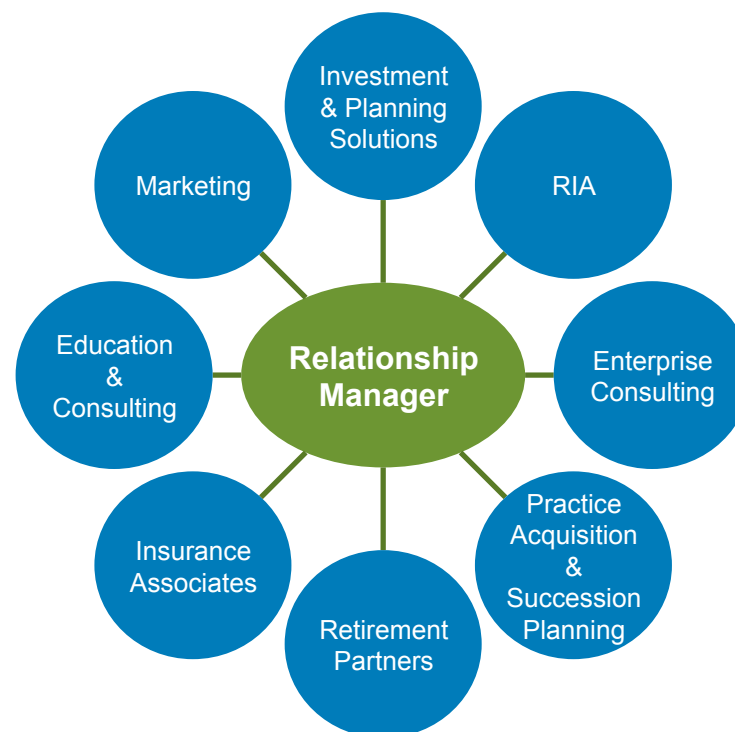 Investment
& Planning
Solutions
Marketing
RIA
Education
&
Consulting
Relationship
Manager
Enterprise
Consulting
Insurance
Associates
Practice
Acquisition
&
Succession
Planning
Retirement
Partners